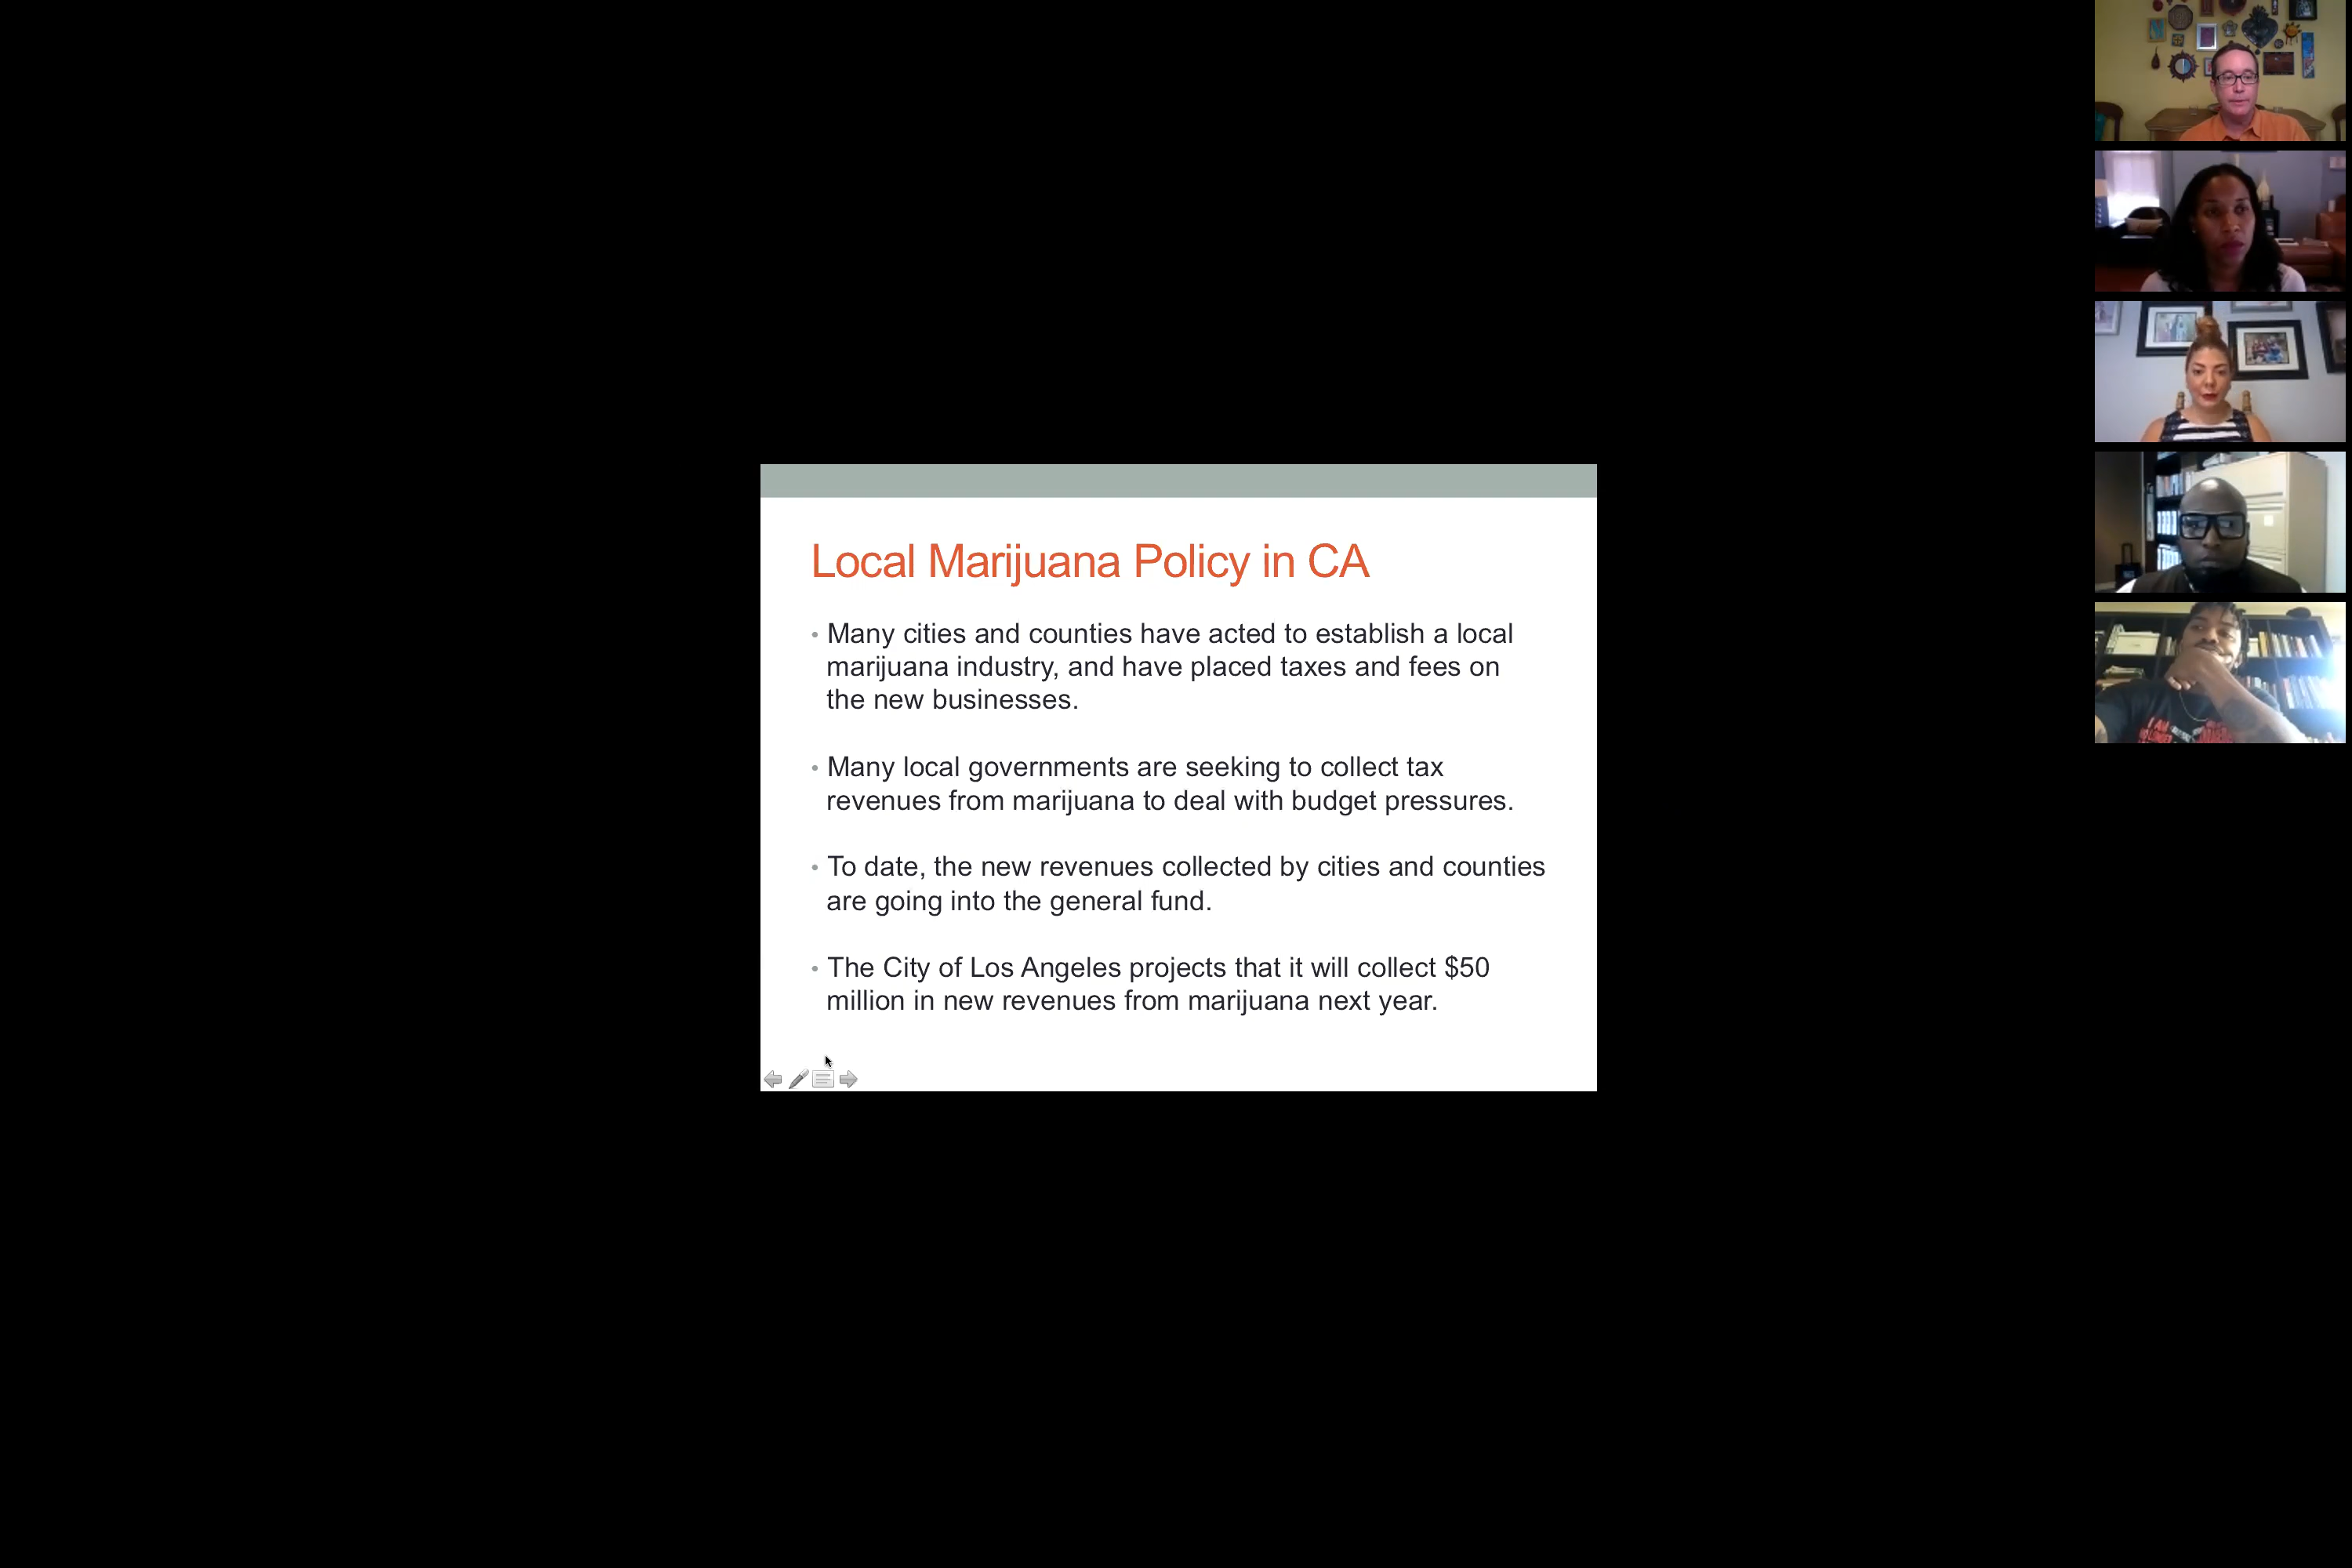 Local Marijuana Policy in CA
• Many cities and counties have acted to establish a local
marijuana industry, and have placed taxes and fees on
the new businesses.
• Many local governments are seeking to collect tax
revenues from marijuana to deal with budget pressures.
• To date, the new revenues collected by cities and counties
are going into the general fund.
• The City of Los Angeles projects that it will collect $50
million in new revenues from marijuana next year.
I AM